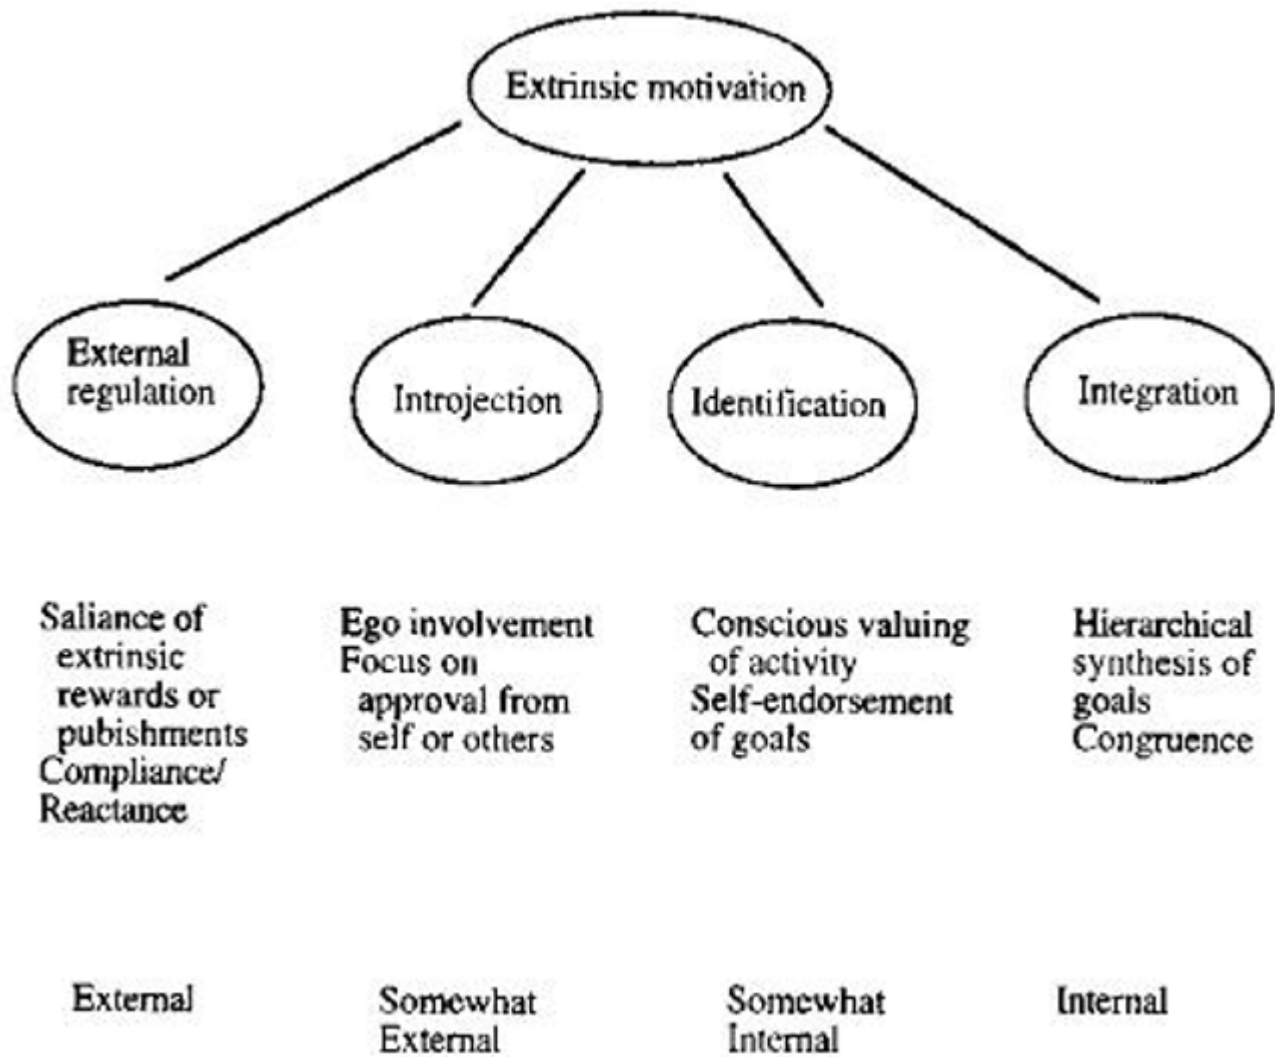 Extrinsic motivation
External
regulation
Introjection
Identification
Integration
Saliance of
extrinsic
rewards or
pubishments
Compliance/
Reactance
Ego involvement
Focus on
approval from
self or others
Conscious valuing
of activity
Self-endorsement
of goals
Hierarchical
synthesis of
goals
Congruence
External
Somewhat
External
Somewhat
Internal
Internal